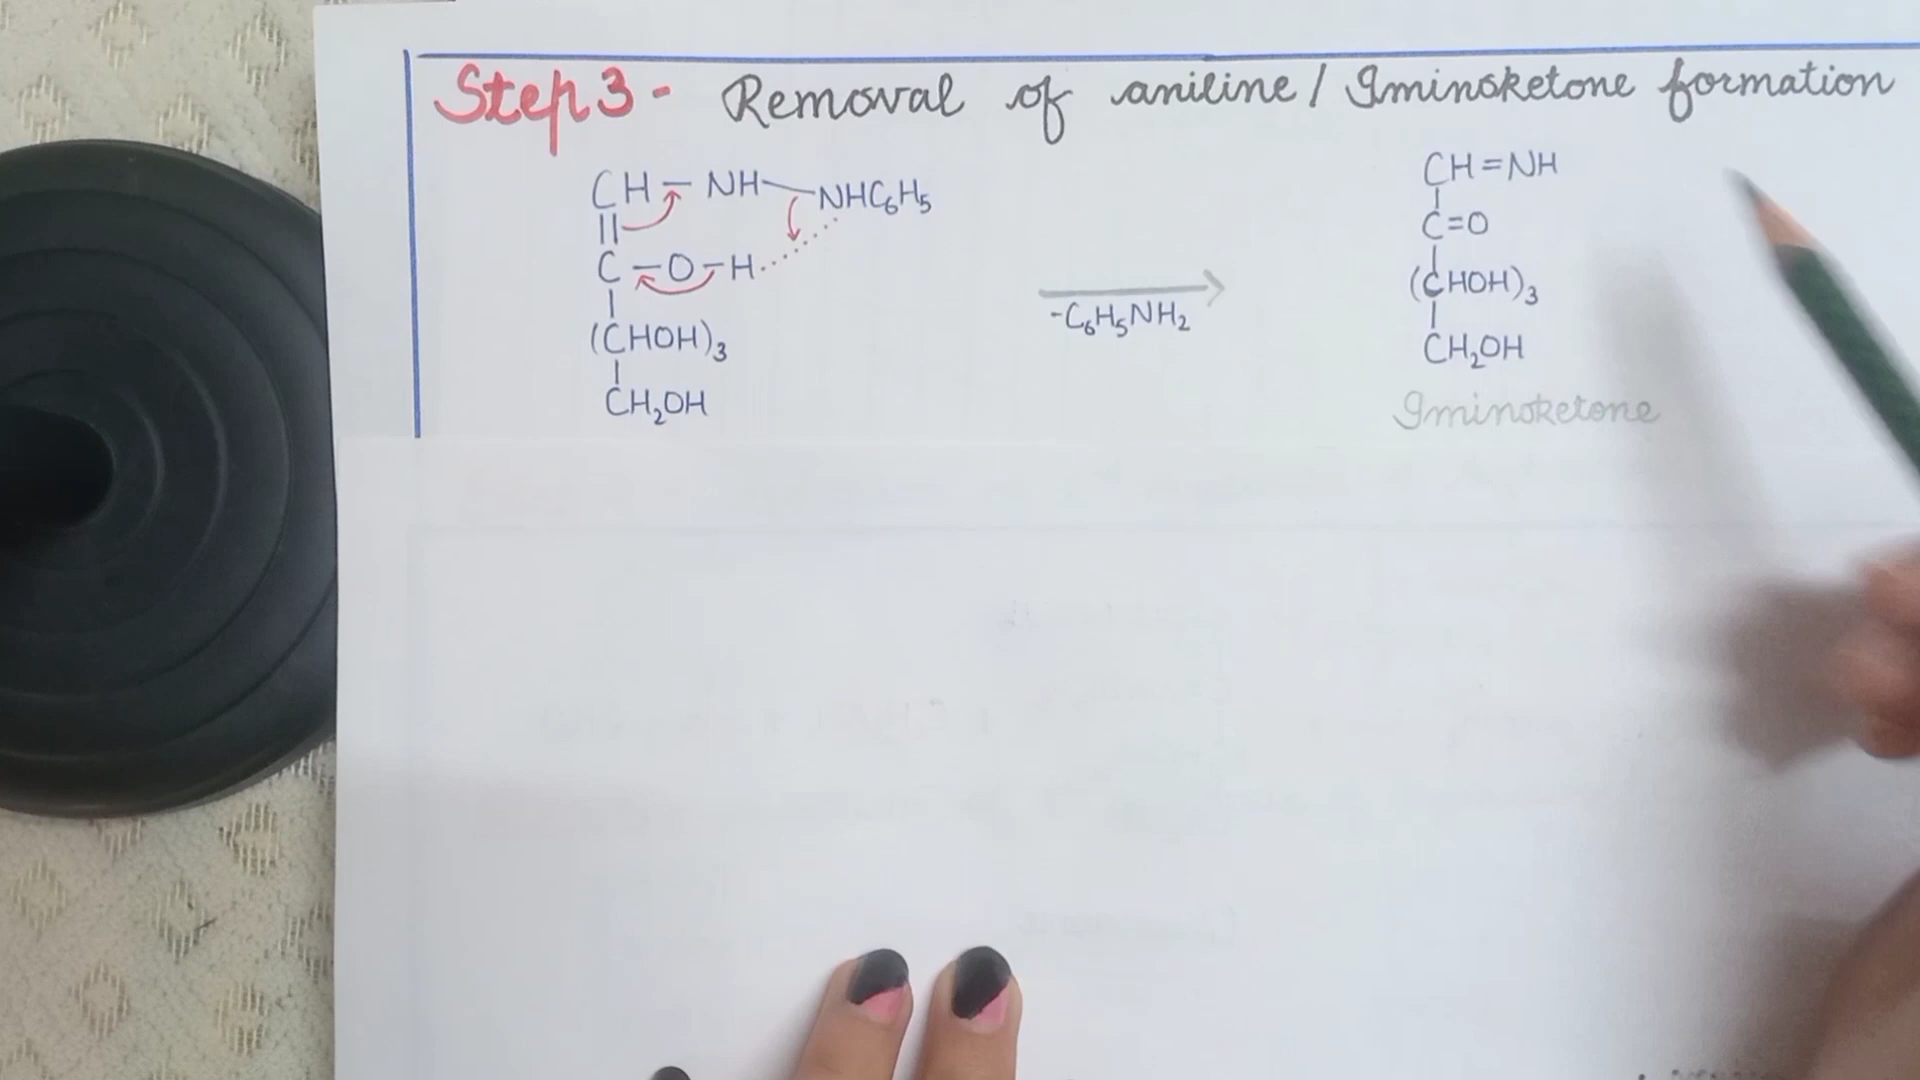 Step 3 - Removal of aniline / Iminoketone formation
CH - NH - NHC₆H₅
||
C - O - H
|
(CHOH)₃
|
CH₂OH
-C₆H₅NH₂
CH = NH
|
C=O
|
(CHOH)₃
|
CH₂OH
Iminoketone